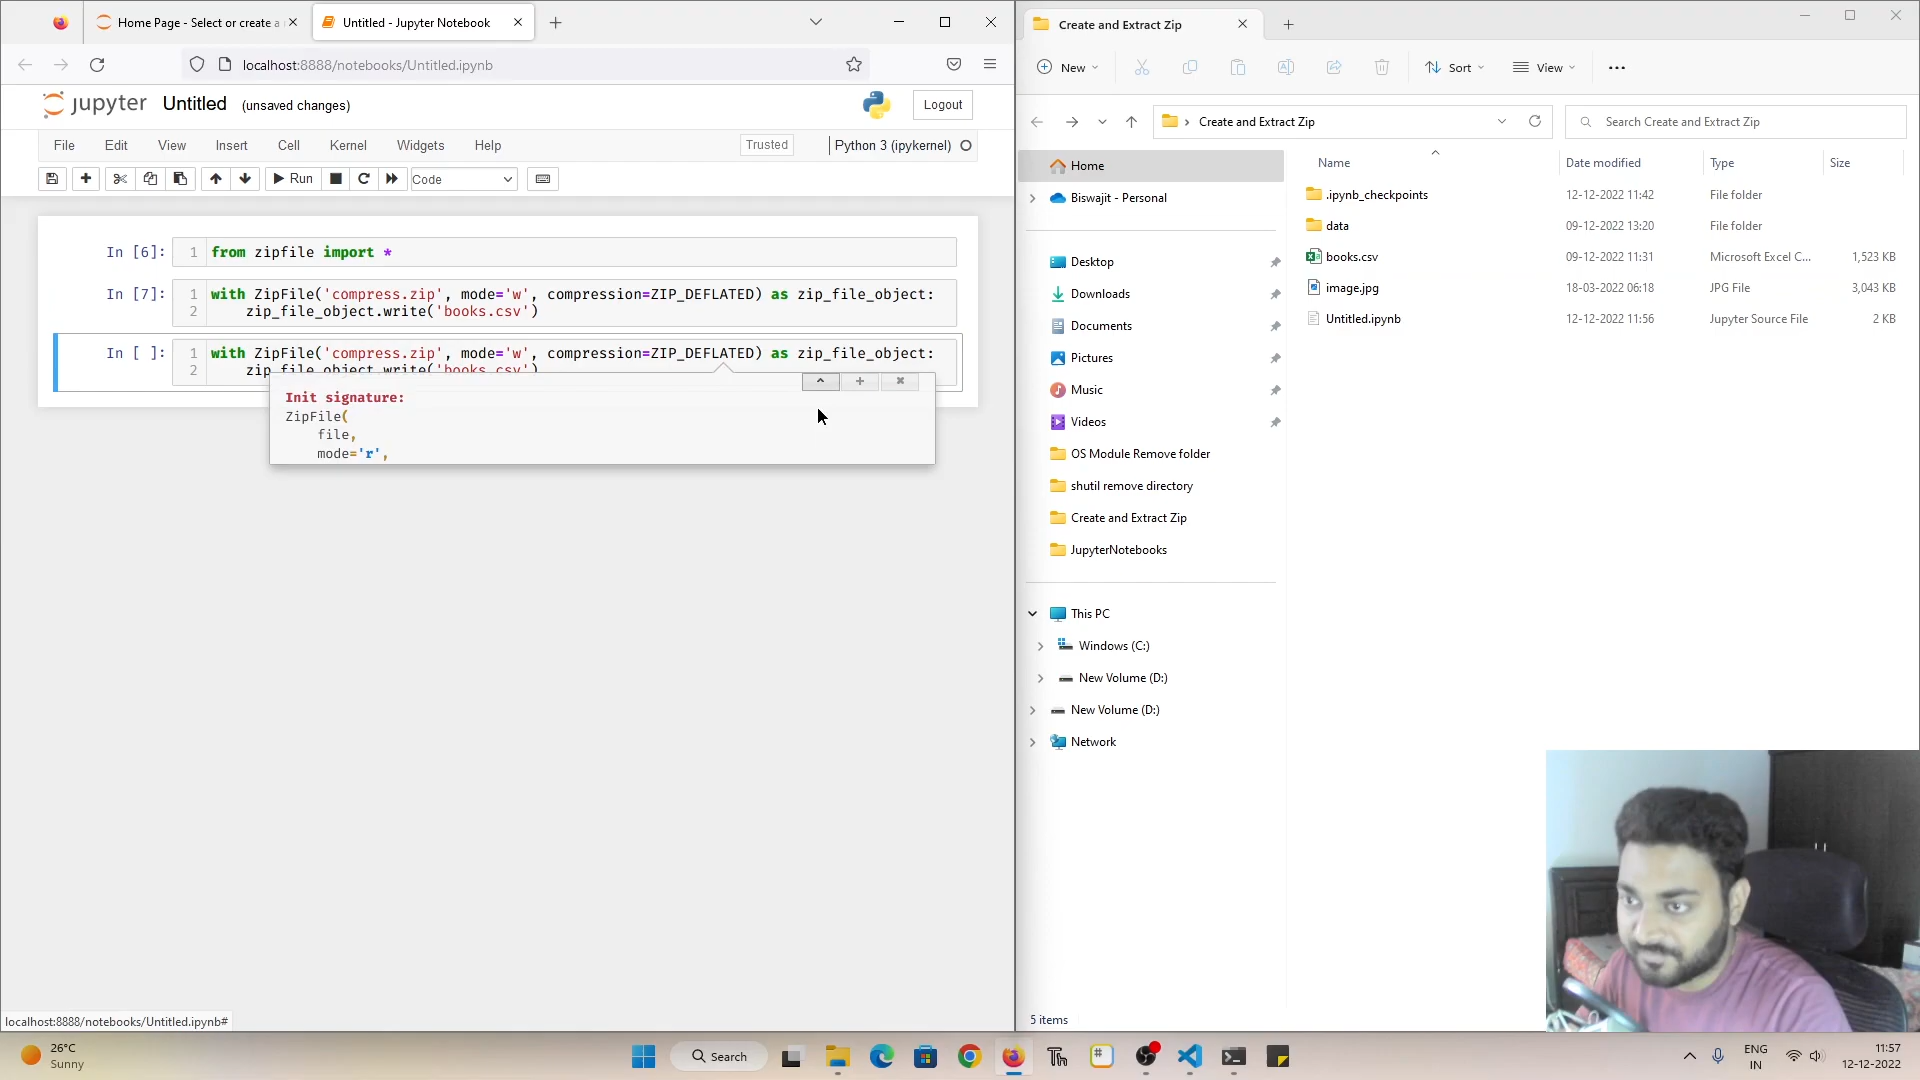 Home Page - Select or create a
Untitled - Jupyter Notebook
localhost:8888/notebooks/Untitled.ipynb
jupyter Untitled (unsaved changes)
Logout
File Edit View Insert Cell Kernel Widgets Help
Trusted
Python 3 (ipykernel)
Run
Code
In [6]: 1 from zipfile import *
In [7]: 1 with ZipFile('compress.zip', mode='w', compression=ZIP_DEFLATED) as zip_file_object:
2 zip_file_object.write('books.csv')
In [ ]: 1 with ZipFile('compress.zip', mode='w', compression=ZIP_DEFLATED) as zip_file_object:
2 zip_file_object.write('books.csv')
Init signature:
ZipFile(
file,
mode='r',
localhost:8888/notebooks/Untitled.ipynb#
Create and Extract Zip
New
Sort
View
Create and Extract Zip
Search Create and Extract Zip
Name Date modified Type Size
.ipynb_checkpoints 12-12-2022 11:42 File folder
data 09-12-2022 13:20 File folder
books.csv 09-12-2022 11:31 Microsoft Excel C... 1,523 KB
image.jpg 18-03-2022 06:18 JPG File 3,043 KB
Untitled.ipynb 12-12-2022 11:56 Jupyter Source File 2 KB
Home
Biswajit - Personal
Desktop
Downloads
Documents
Pictures
Music
Videos
OS Module Remove folder
shutil remove directory
Create and Extract Zip
JupyterNotebooks
This PC
Windows (C:)
New Volume (D:)
New Volume (D:)
Network
5 items
26°C
Sunny
Search
ENG
IN
11:57
12-12-2022